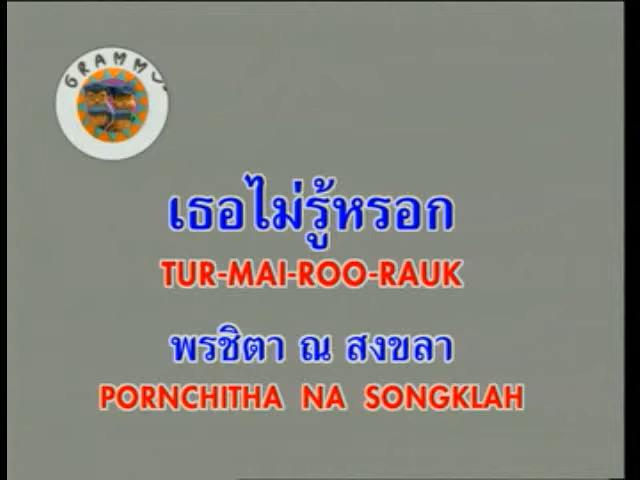 GRAMMY
เธอไม่รู้หรอก
TUR-MAI-ROO-RAUK
พรชิตา ณ สงขลา
PORNCHITHA NA SONGKLAH